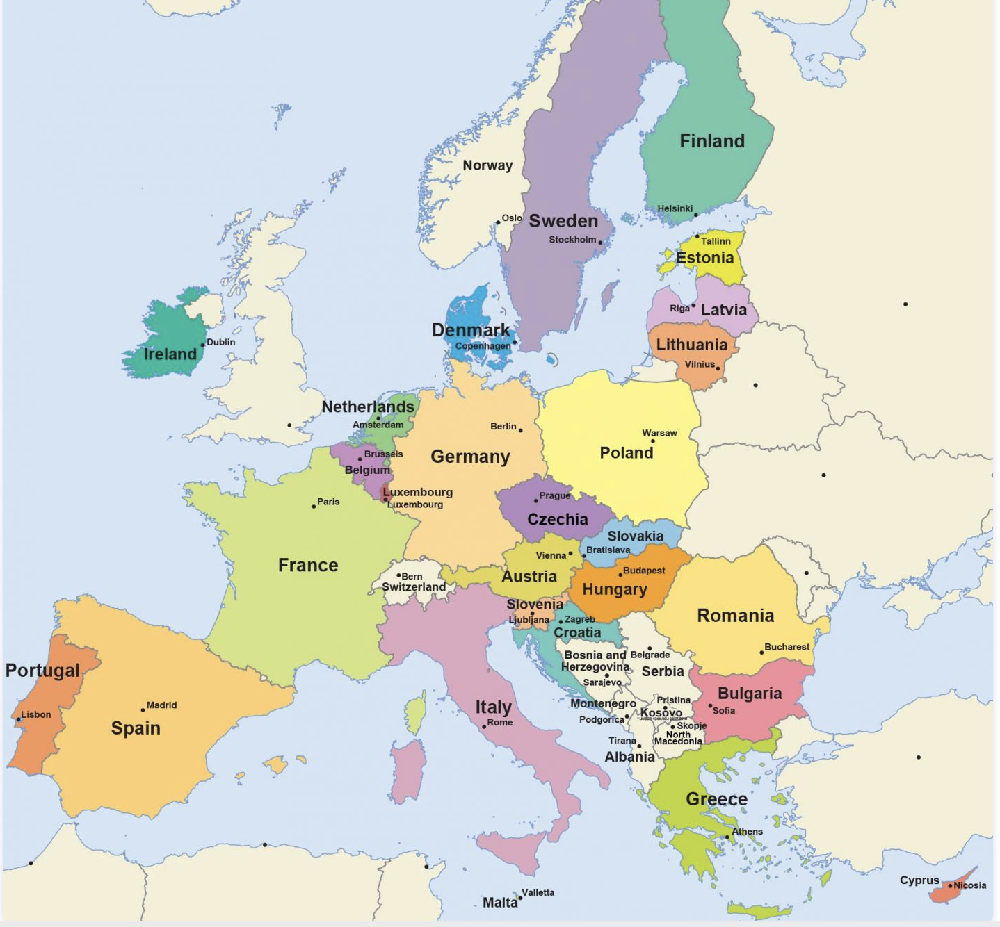 Finland
Norway
Helsinki
Oslo
Sweden
Stockholm
Tallinn
Estonia
Riga
Latvia
Denmark
Copenhagen
Lithuania
Vilnius
Dublin
Ireland
Netherlands
Amsterdam
Berlin
Warsaw
Poland
Germany
Brussels
Belgium
Luxembourg
Luxembourg
Paris
Prague
Czechia
Slovakia
Bratislava
Vienna
France
Austria
Budapest
Hungary
Bern
Switzerland
Slovenia
Ljubljana
Zagreb
Croatia
Romania
Bucharest
Bosnia and
Herzegovina
Sarajevo
Belgrade
Serbia
Portugal
Lisbon
Madrid
Spain
Bulgaria
Sofia
Montenegro
Podgorica
Pristina
Kosovo
Italy
Rome
Skopje
North
Macedonia
Tirana
Albania
Greece
Athens
Cyprus
Nicosia
Valletta
Malta